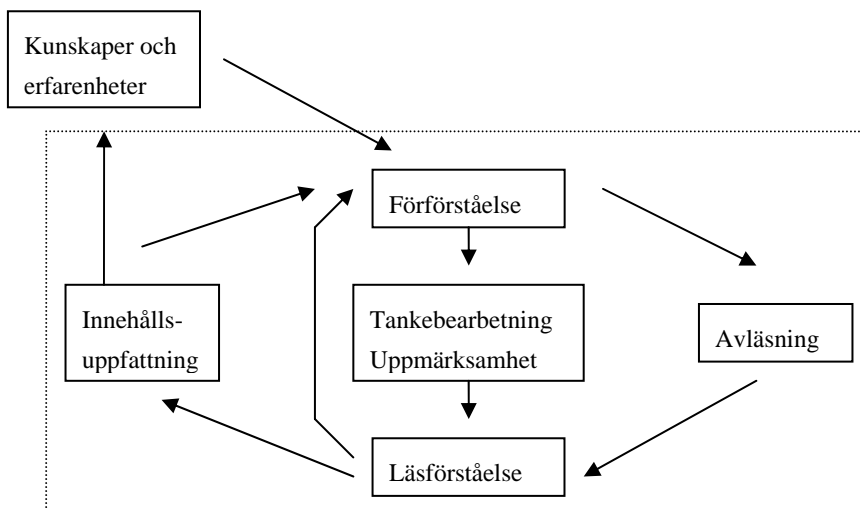 Kunskaper och
erfarenheter
Förförståelse
Innehålls-
uppfattning
Tankebearbetning
Uppmärksamhet
Avläsning
Läsförståelse